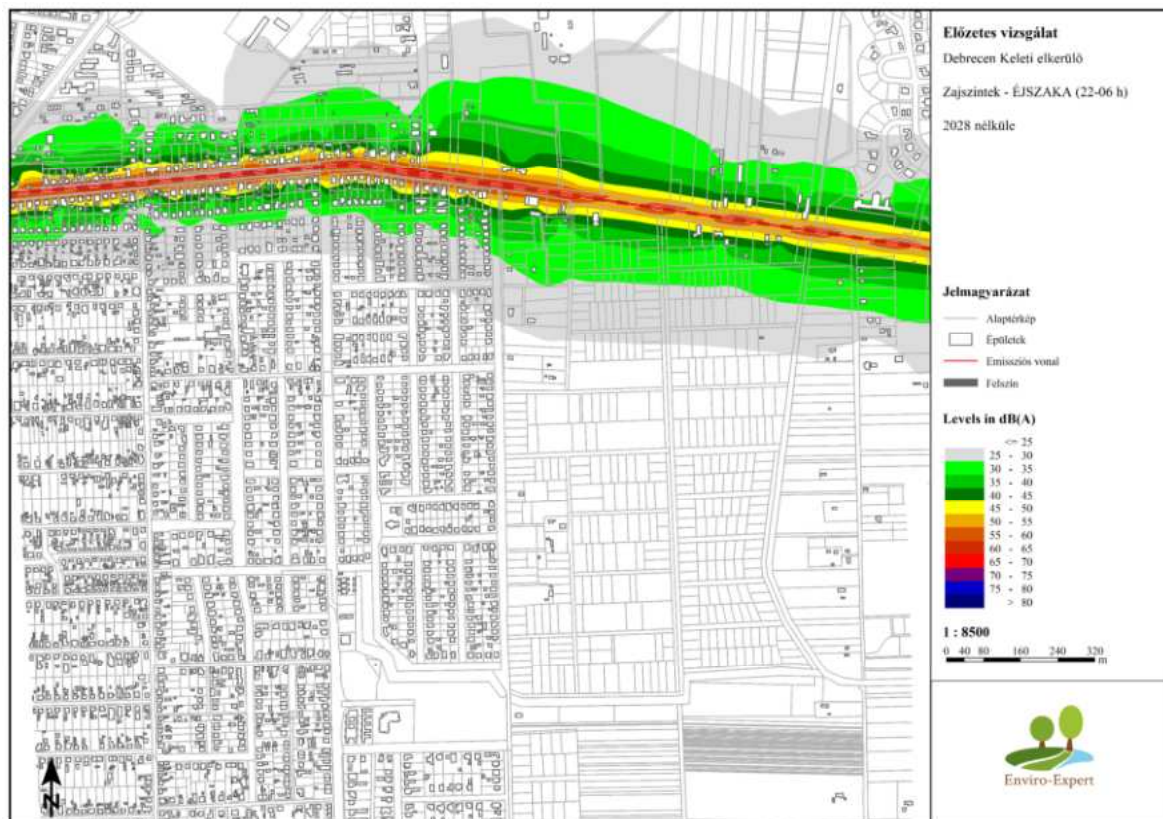 Előzetes vizsgálat
Debrecen Keleti elkerülő
Zajszintek - ÉJSZAKA (22-06 h)
2028 nélküle
Jelmagyarázat
Alaptérkép
Épületek
Emissziós vonal
Felszín
Levels in dB(A)
<= 25
25 - 30
30 - 35
35 - 40
40 - 45
45 - 50
50 - 55
55 - 60
60 - 65
65 - 70
70 - 75
75 - 80
> 80
1 : 8500
0 40 80 160 240 320
m
N
Enviro-Expert